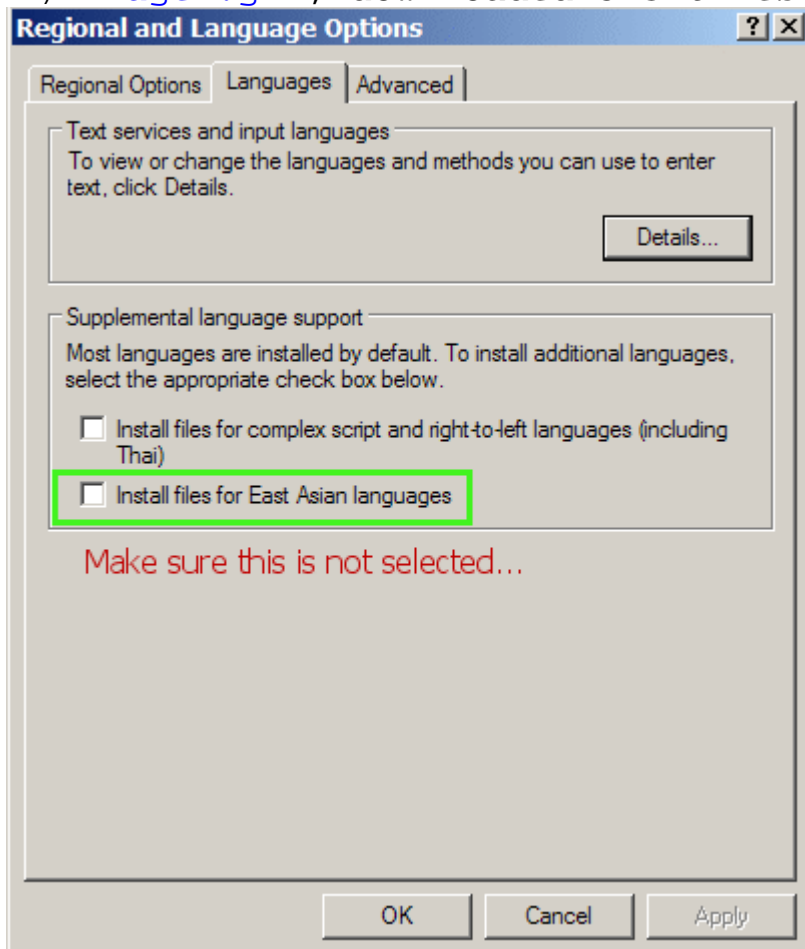 Regional and Language Options
Regional Options Languages Advanced
Text services and input languages
To view or change the languages and methods you can use to enter
text, click Details.
Details...
Supplemental language support
Most languages are installed by default. To install additional languages,
select the appropriate check box below.
Install files for complex script and right-to-left languages (including
Thai)
Install files for East Asian languages
Make sure this is not selected...
OK Cancel Apply